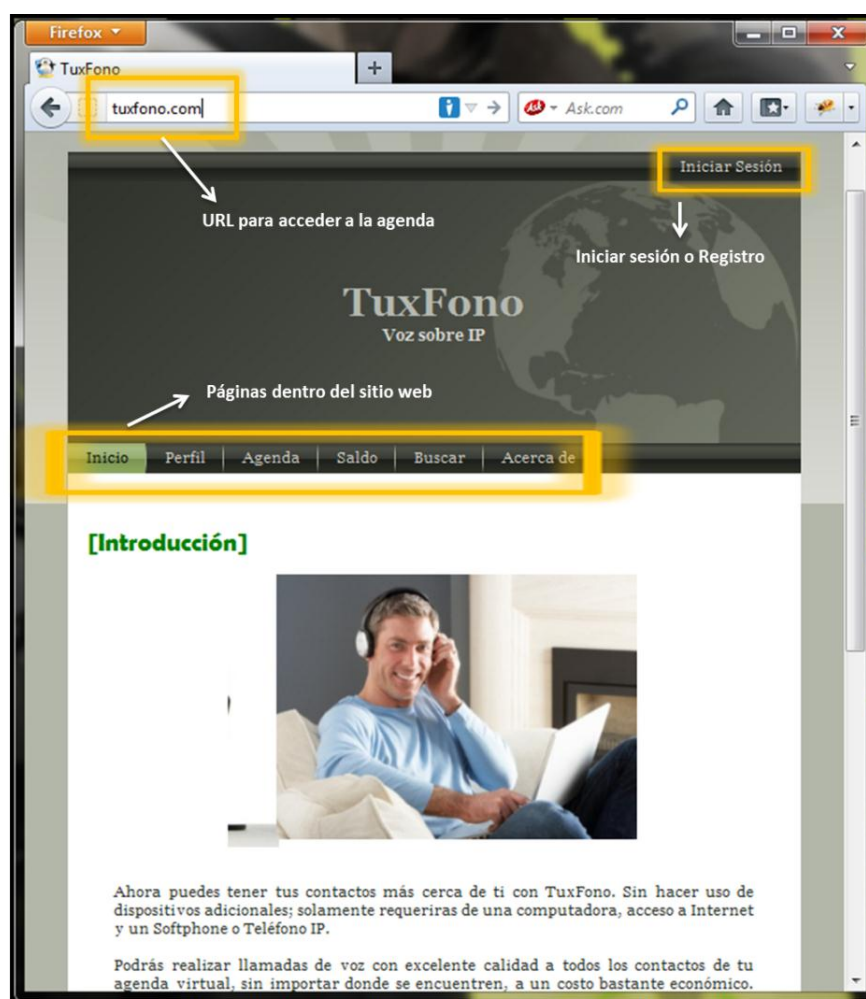 Firefox
TuxFono
tuxfono.com
Ask.com
Iniciar Sesión
URL para acceder a la agenda
Iniciar sesión o Registro
TuxFono
Voz sobre IP
Páginas dentro del sitio web
Inicio Perfil Agenda Saldo Buscar Acerca de
[Introducción]
Ahora puedes tener tus contactos más cerca de ti con TuxFono. Sin hacer uso de
dispositivos adicionales; solamente requeriras de una computadora, acceso a Internet
y un Softphone o Teléfono IP.
Podrás realizar llamadas de voz con excelente calidad a todos los contactos de tu
agenda virtual, sin importar donde se encuentren, a un costo bastante económico.